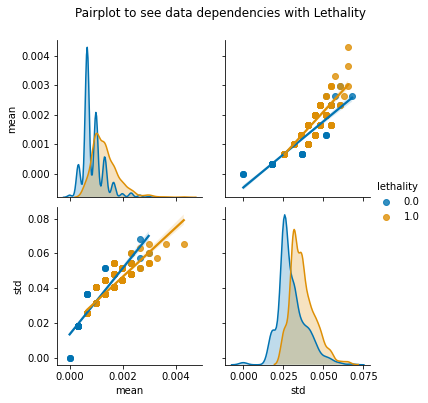 Pairplot to see data dependencies with Lethality
0.004
0.003
0.002
0.001
0.000
mean
lethality
0.0
1.0
0.08
0.06
0.04
0.02
0.00
std
0.000 0.002 0.004
mean
0.000 0.025 0.050 0.075
std